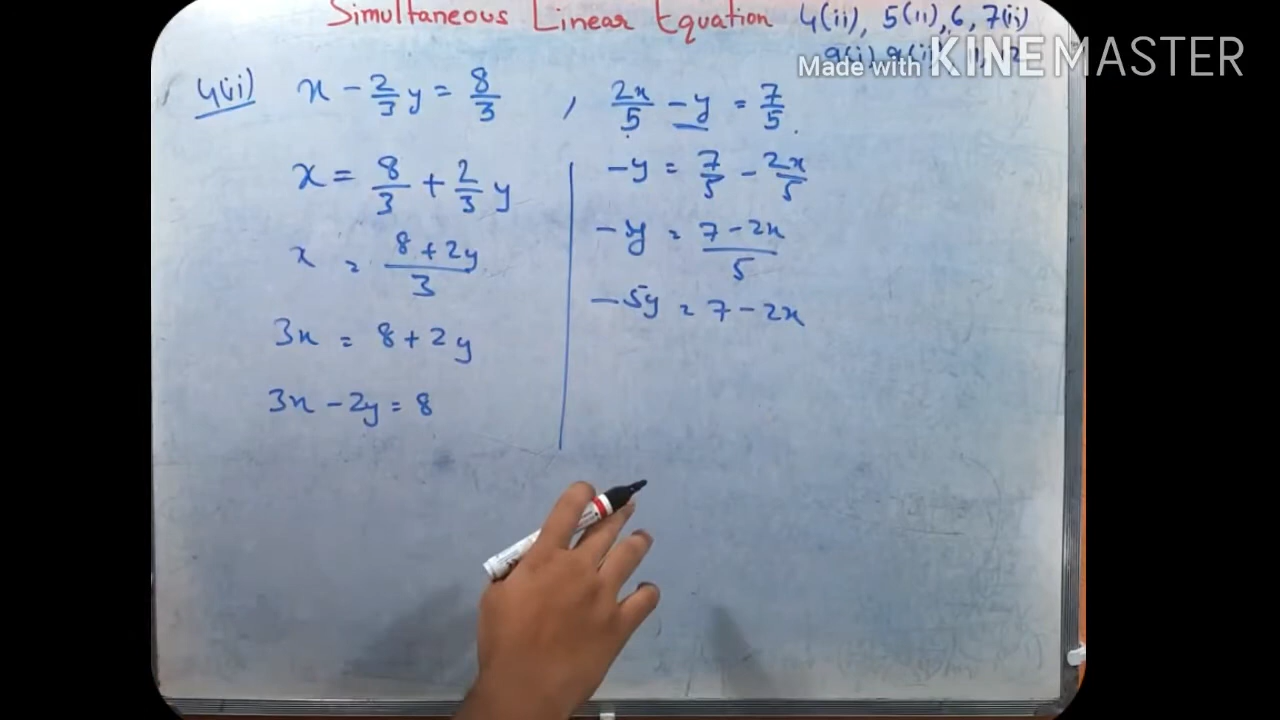 Simultaneous Linear Equation 4(ii), 5(ii), 6, 7(ii)
Made with KINEMASTER
4(ii) x - 2/3 y = 8/3 , 2x/5 - y = 7/5
x = 8/3 + 2/3 y
x = 8 + 2y / 3
3x = 8 + 2y
3x - 2y = 8
-y = 7/5 - 2x/5
-y = 7 - 2x / 5
-5y = 7 - 2x